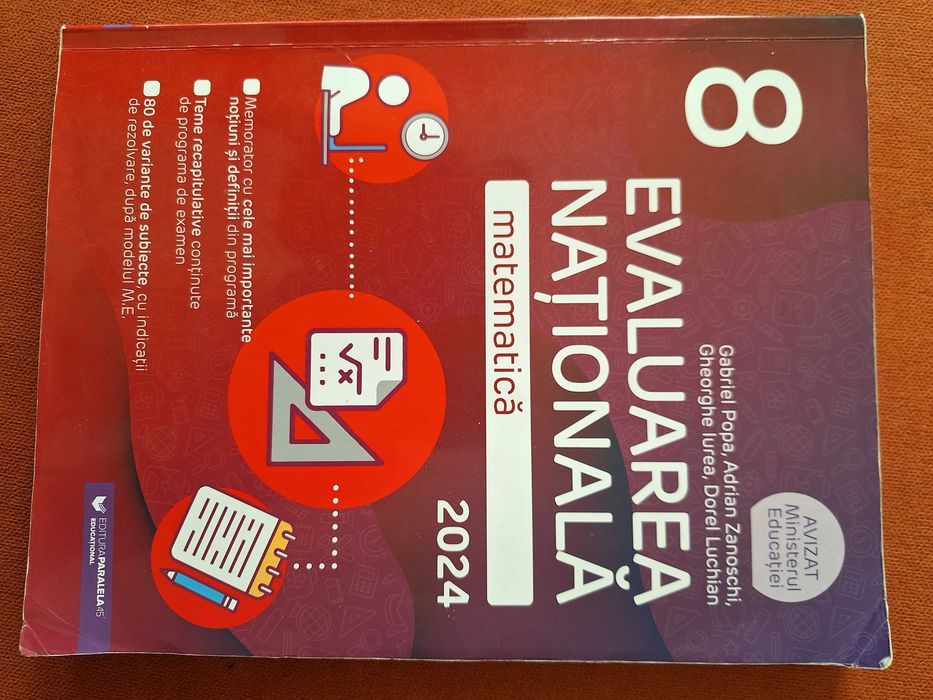 AVIZAT
Ministerul
Educației
Gabriel Popa, Adrian Zanoschi,
Gheorghe Iurea, Dorel Luchian
8
EVALUAREA
NAȚIONALĂ
matematică
2024
√x
Memorator cu cele mai importante
noțiuni și definiții din programă
Teme recapitulative conținute
de programa de examen
80 de variante de subiecte, cu indicații
de rezolvare, după modelul M.E.
EDITURA PARALELA 45
EDUCAȚIONAL